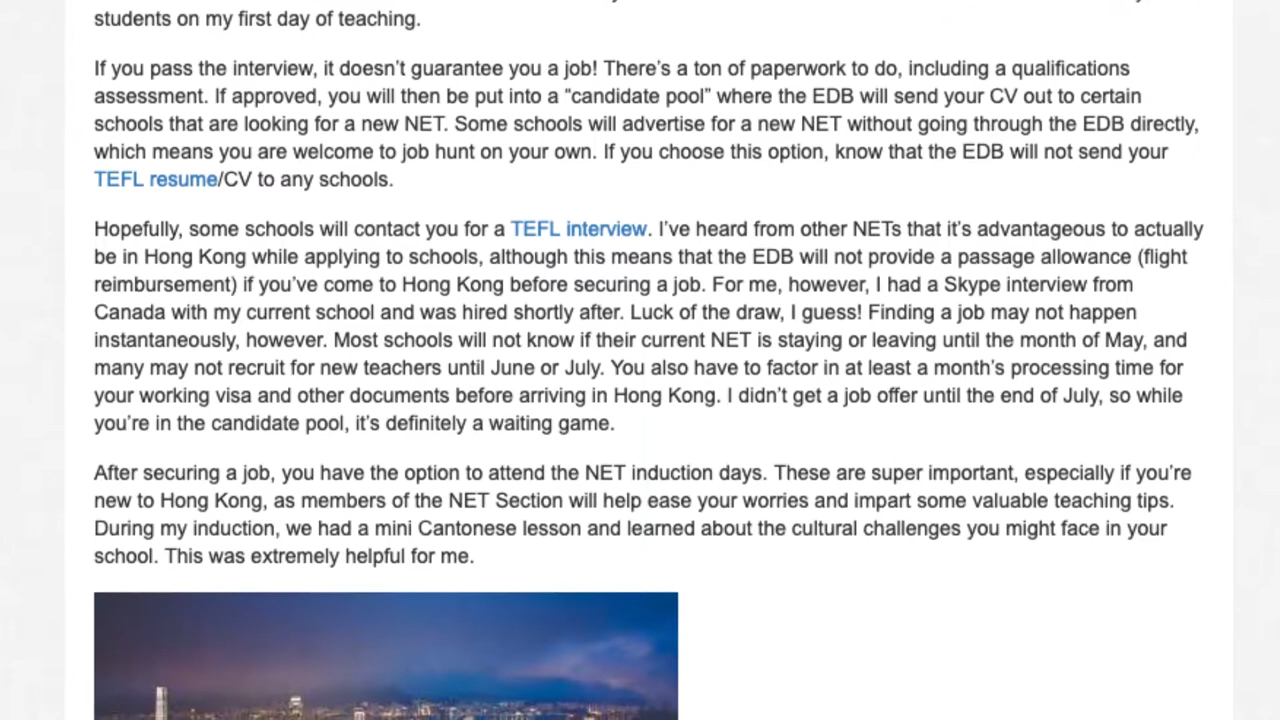 students on my first day of teaching.
If you pass the interview, it doesn’t guarantee you a job! There’s a ton of paperwork to do, including a qualifications
assessment. If approved, you will then be put into a “candidate pool” where the EDB will send your CV out to certain
schools that are looking for a new NET. Some schools will advertise for a new NET without going through the EDB directly,
which means you are welcome to job hunt on your own. If you choose this option, know that the EDB will not send your
TEFL resume/CV to any schools.
Hopefully, some schools will contact you for a TEFL interview. I’ve heard from other NETs that it’s advantageous to actually
be in Hong Kong while applying to schools, although this means that the EDB will not provide a passage allowance (flight
reimbursement) if you’ve come to Hong Kong before securing a job. For me, however, I had a Skype interview from
Canada with my current school and was hired shortly after. Luck of the draw, I guess! Finding a job may not happen
instantaneously, however. Most schools will not know if their current NET is staying or leaving until the month of May, and
many may not recruit for new teachers until June or July. You also have to factor in at least a month’s processing time for
your working visa and other documents before arriving in Hong Kong. I didn’t get a job offer until the end of July, so while
you’re in the candidate pool, it’s definitely a waiting game.
After securing a job, you have the option to attend the NET induction days. These are super important, especially if you’re
new to Hong Kong, as members of the NET Section will help ease your worries and impart some valuable teaching tips.
During my induction, we had a mini Cantonese lesson and learned about the cultural challenges you might face in your
school. This was extremely helpful for me.